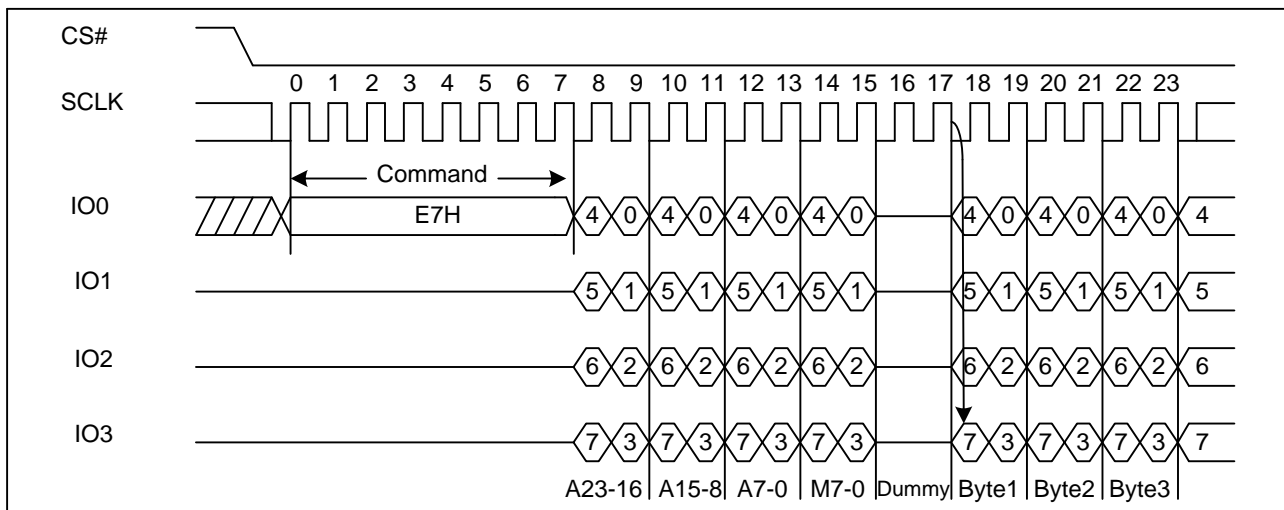 CS#
0 1 2 3 4 5 6 7 8 9 10 11 12 13 14 15 16 17 18 19 20 21 22 23
SCLK
Command
IO0 E7H 4 0 4 0 4 0 4 0 4 0 4 0 4 0 4
IO1 5 1 5 1 5 1 5 1 5 1 5 1 5 1 5
IO2 6 2 6 2 6 2 6 2 6 2 6 2 6 2 6
IO3 7 3 7 3 7 3 7 3 7 3 7 3 7 3 7
A23-16 A15-8 A7-0 M7-0 Dummy Byte1 Byte2 Byte3